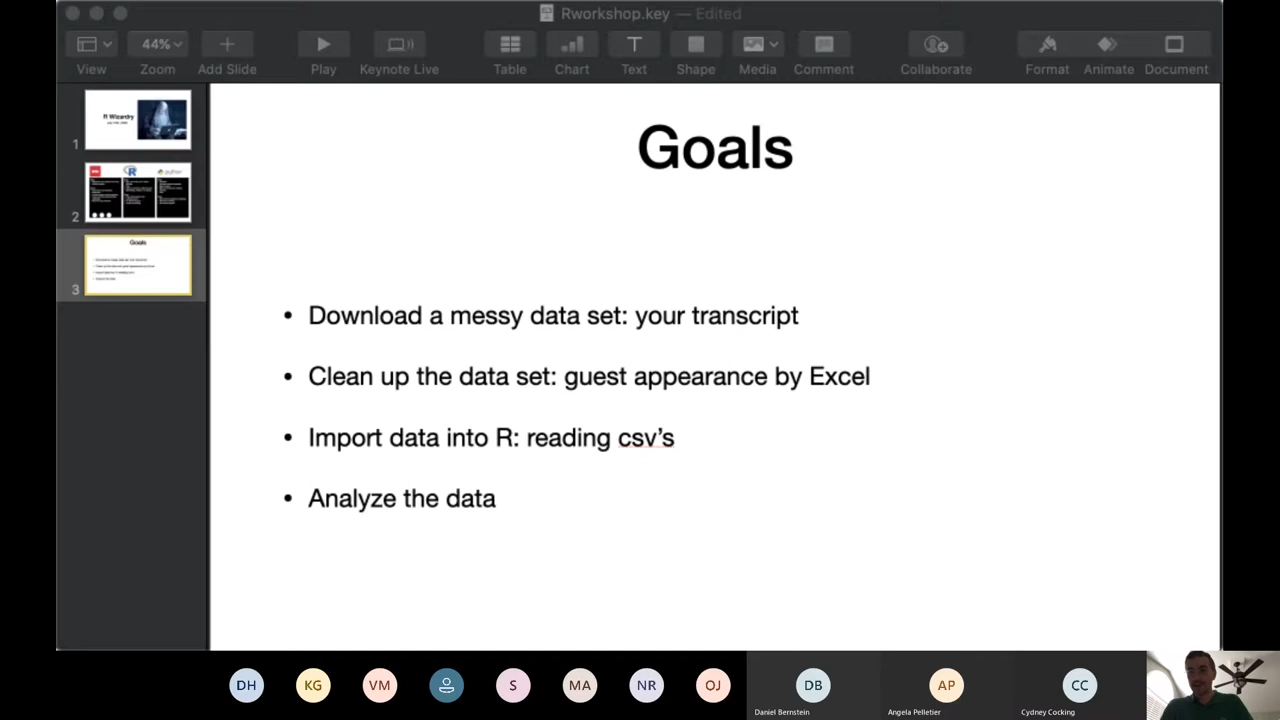 Rworkshop.key — Edited
44%
View
Zoom
Add Slide
Play
Keynote Live
Table
Chart
Text
Shape
Media
Comment
Collaborate
Format
Animate
Document
R Wizardry
1
R
python
2
Goals
3
Goals
• Download a messy data set: your transcript
• Clean up the data set: guest appearance by Excel
• Import data into R: reading csv’s
• Analyze the data
DH
KG
VM
S
MA
NR
OJ
DB
AP
CC
Daniel Bernstein
Angela Pelletier
Cydney Cocking